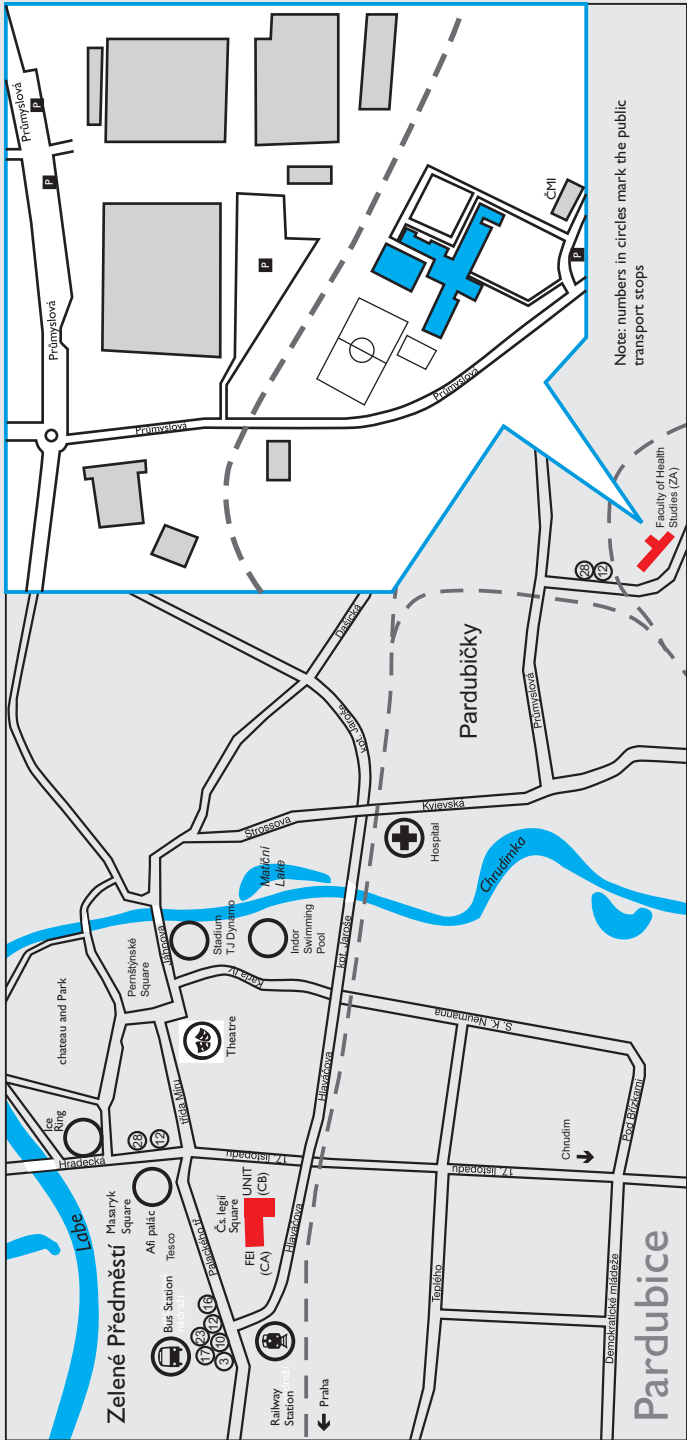 Průmyslová
P
P
Průmyslová
P
ČMI
P
Průmyslová
Průmyslová
Note: numbers in circles mark the public
transport stops
Faculty of Health
Studies (ZA)
28
12
Dašická
Pardubičky
Průmyslová
kpt. Jaroše
Kyjevská
Strossova
Hospital
Chrudimka
Matiční
Lake
Jahnova
Stadium
TJ Dynamo
Indor
Swimming
Pool
kpt. Jaroše
Pernštýnské
Square
chateau and Park
Karla IV
S. K. Neumanna
Theatre
třída Míru
Hlaváčova
Ice
Ring
28
12
Hradecká
17. listopadu
17. listopadu
Pod Břízkami
Chrudim
Labe
Masaryk
Square
Afi palác
Tesco
Palackého tř.
Čs. legií
Square
UNIT
(CB)
FEI
(CA)
Hlaváčova
Zelené Předměstí
Bus Station
17
23
16
12
10
3
Railway
Station
Praha
Teplého
Demokratické mládeže
Pardubice